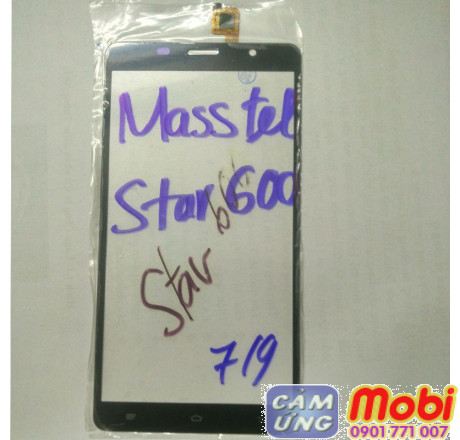 Masstel
Star 600
Star
7/9
CẢM ỨNG
Mobi
0901 771 007